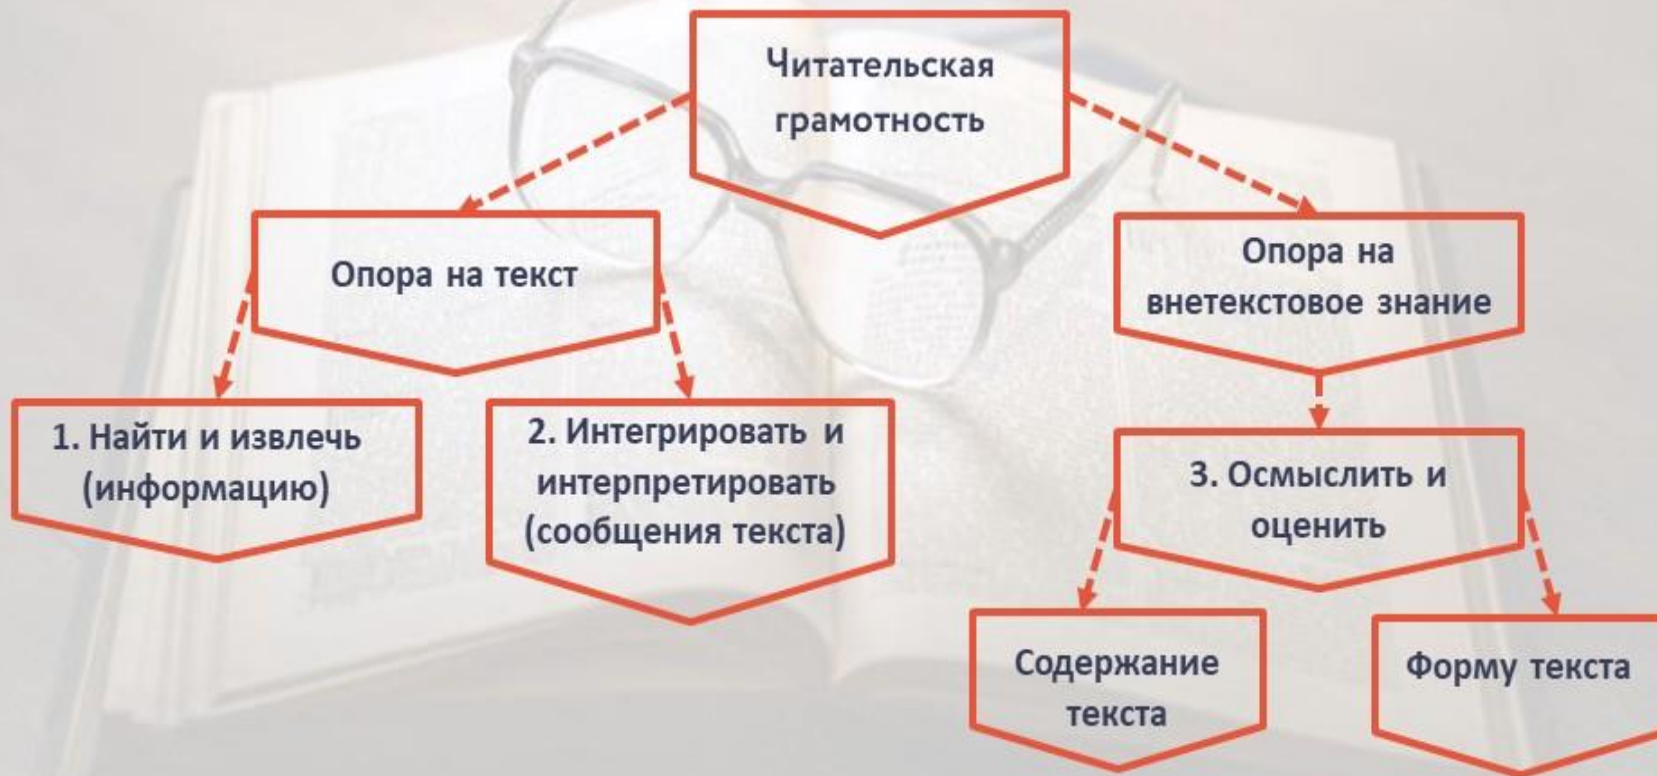 Читательская
грамотность
Опора на текст
Опора на
внетекстовое знание
1. Найти и извлечь
(информацию)
2. Интегрировать и
интерпретировать
(сообщения текста)
3. Осмыслить и
оценить
Содержание
текста
Форму текста